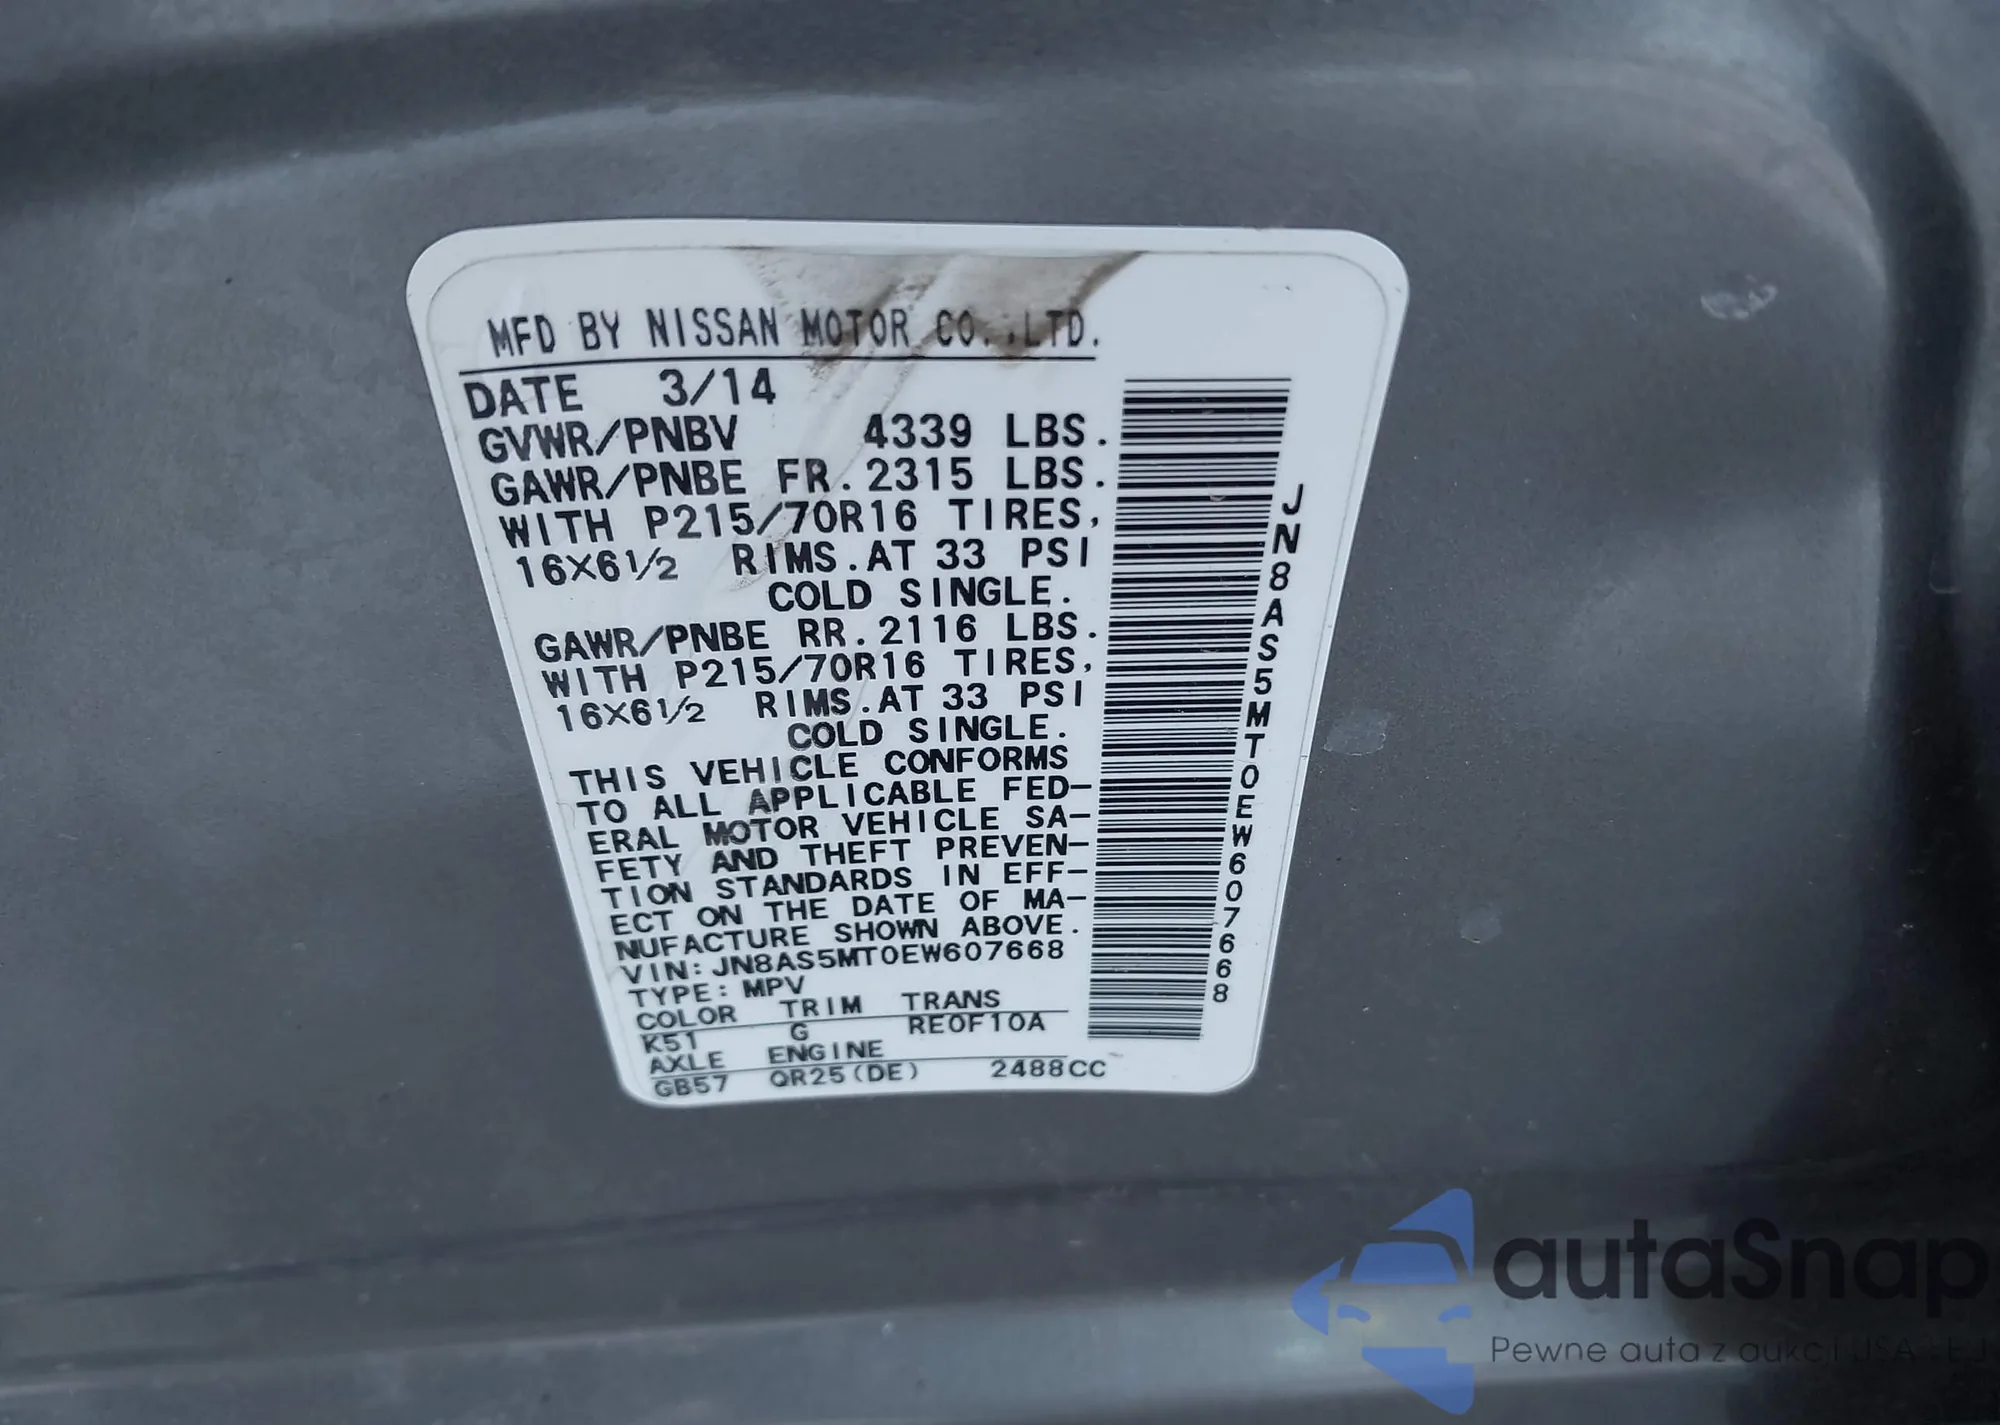 MFD BY NISSAN MOTOR CO.,LTD.
DATE 3/14
GVWR/PNBV 4339 LBS.
GAWR/PNBE FR.2315 LBS.
WITH P215/70R16 TIRES,
16X6½ RIMS.AT 33 PSI
COLD SINGLE.
GAWR/PNBE RR.2116 LBS.
WITH P215/70R16 TIRES,
16X6½ RIMS.AT 33 PSI
COLD SINGLE.
THIS VEHICLE CONFORMS
TO ALL APPLICABLE FED-
ERAL MOTOR VEHICLE SA-
FETY AND THEFT PREVEN-
TION STANDARDS IN EFF-
ECT ON THE DATE OF MA-
NUFACTURE SHOWN ABOVE.
VIN:JN8AS5MT0EW607668
TYPE:MPV
COLOR TRIM TRANS
K51 G RE0F10A
AXLE ENGINE
GB57 QR25(DE) 2488CC
JN8AS5MT0EW607668
autaSnap
Pewne auta z aukcji USA